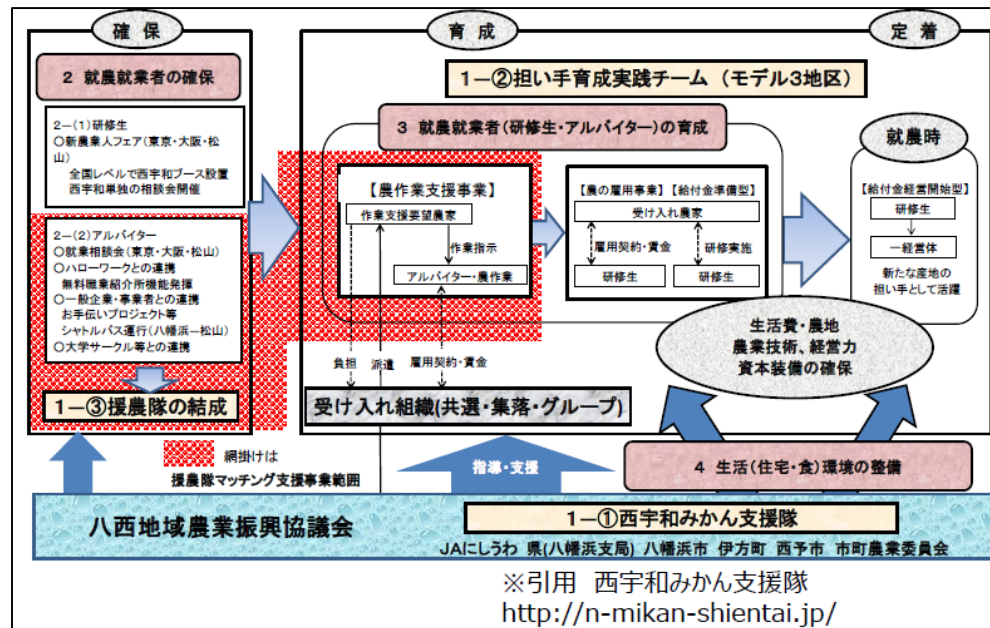 確 保
2 就農就業者の確保
2－(1)研修生
○新農業人フェア(東京・大阪・松
山)
全国レベルで西宇和ブース設置
西宇和単独の相談会開催
2－(2)アルバイター
○就業相談会(東京・大阪・松山)
○ハローワークとの連携
無料職業紹介所機能発揮
○一般企業・事業者との連携
お手伝いプロジェクト等
シャトルバス運行(八幡浜―松山)
○大学サークル等との連携
1－③援農隊の結成
育 成
定 着
1－②担い手育成実践チーム (モデル3地区)
3 就農就業者(研修生・アルバイター)の育成
【農作業支援事業】
作業支援要望農家
作業指示
アルバイター・農作業
【農の雇用事業】【給付金準備型】
受け入れ農家
雇用契約・賃金
研修実施
研修生
研修生
就農時
【給付金経営開始型】
研修生
一経営体
新たな産地の
担い手として活躍
負担
派遣
雇用契約・賃金
受け入れ組織(共選・集落・グループ)
生活費・農地
農業技術、経営力
資本装備の確保
網掛けは
援農隊マッチング支援事業範囲
指導・支援
4 生活(住宅・食)環境の整備
八西地域農業振興協議会
1－①西宇和みかん支援隊
JAにしうわ 県(八幡浜支局) 八幡浜市 伊方町 西予市 市町農業委員会
※引用 西宇和みかん支援隊
http://n-mikan-shientai.jp/